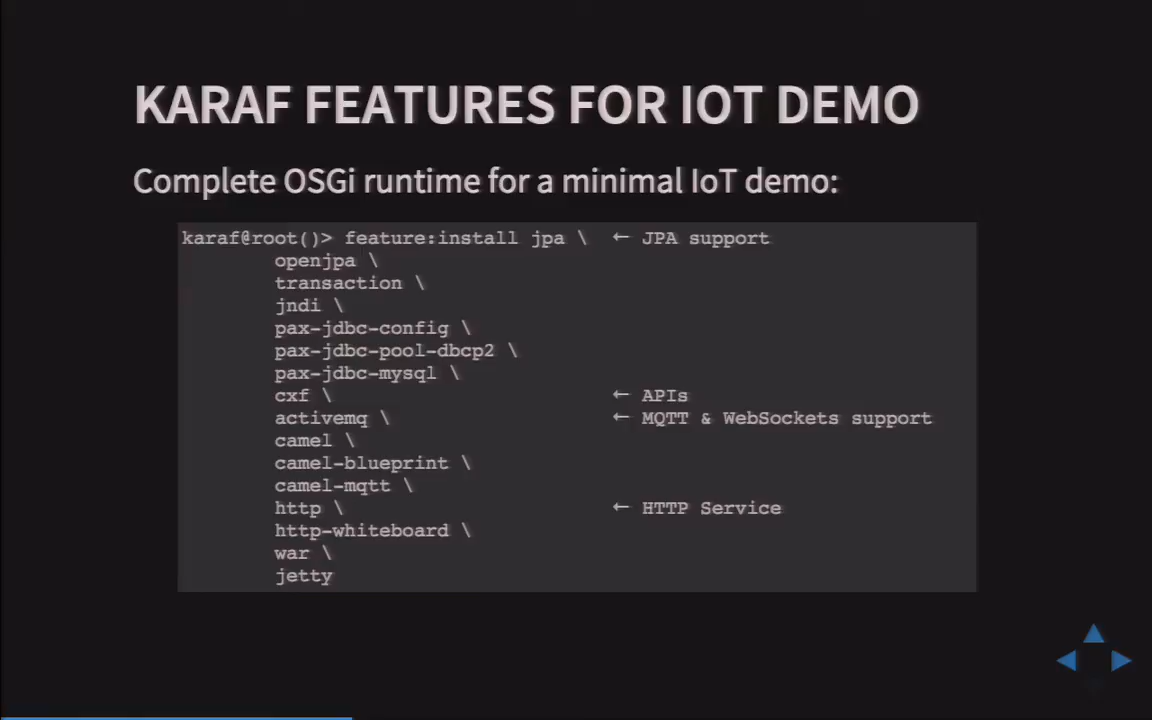 KARAF FEATURES FOR IOT DEMO
Complete OSGi runtime for a minimal IoT demo:
karaf@root()> feature:install jpa \ ← JPA support
openjpa \
transaction \
jndi \
pax-jdbc-config \
pax-jdbc-pool-dbcp2 \
pax-jdbc-mysql \
cxf \ ← APIs
activemq \ ← MQTT & WebSockets support
camel \
camel-blueprint \
camel-mqtt \
http \ ← HTTP Service
http-whiteboard \
war \
jetty